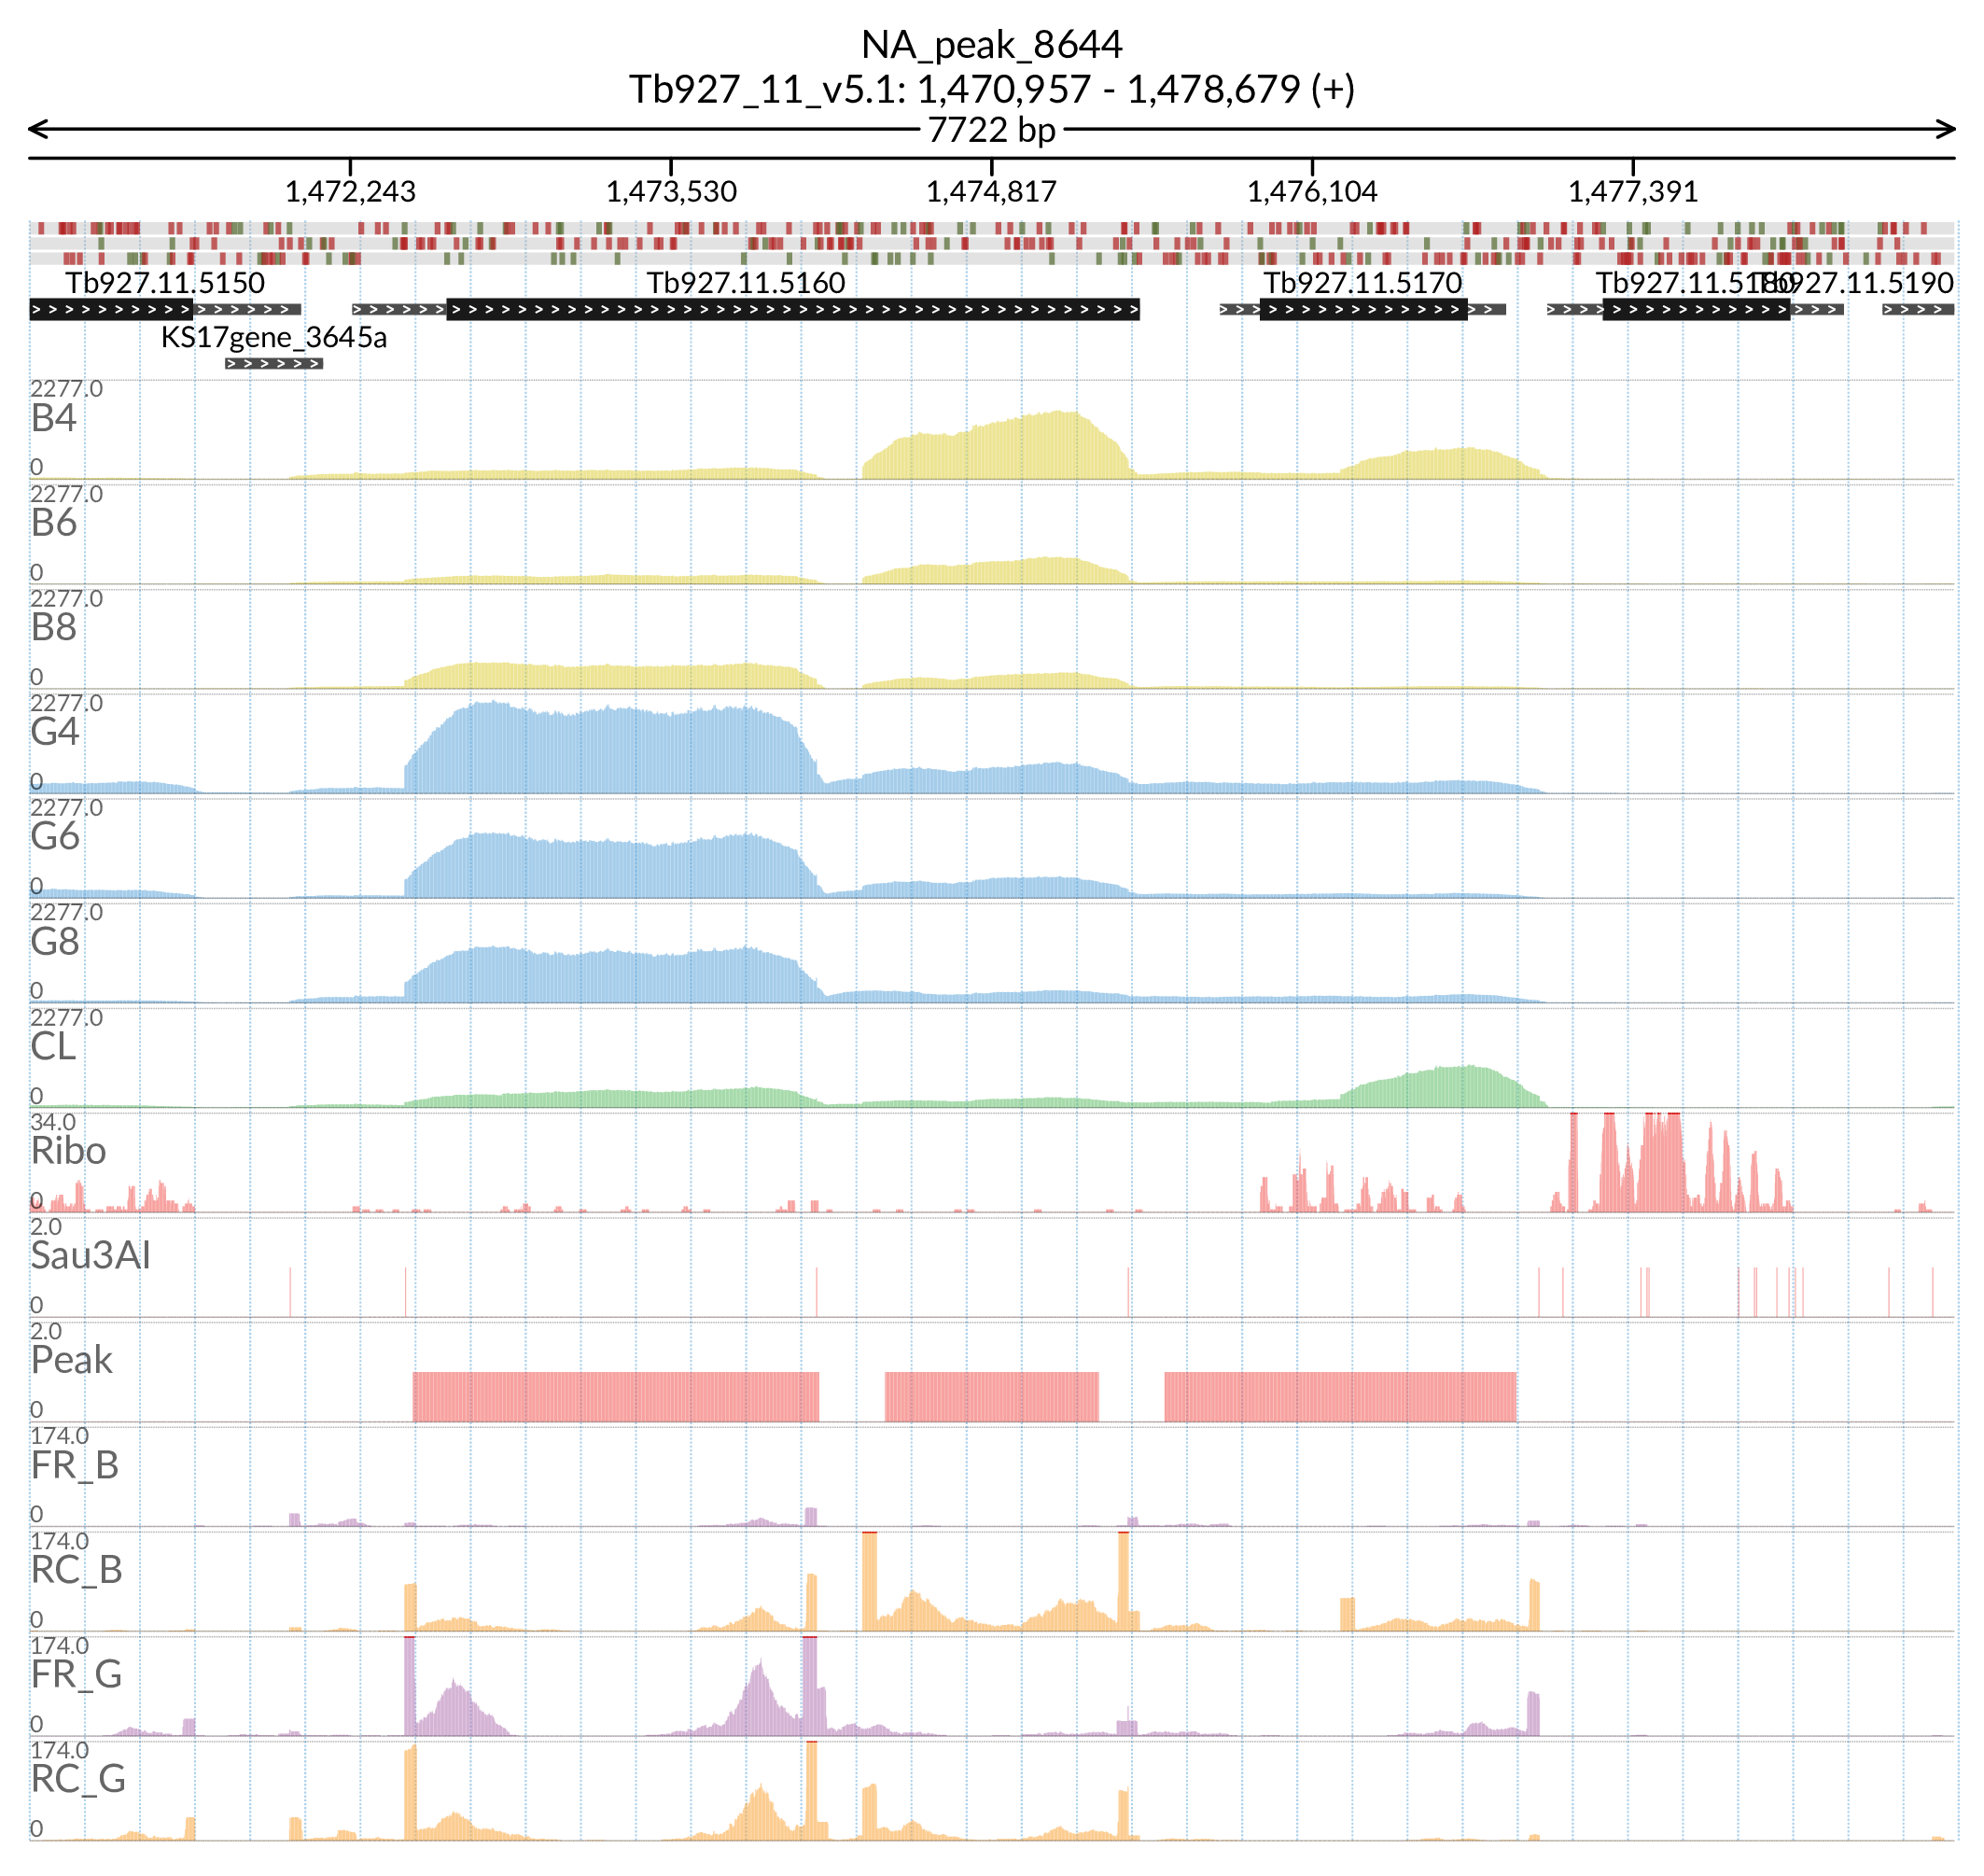 NA_peak_8644
Tb927_11_v5.1: 1,470,957 - 1,478,679 (+)
7722 bp
1,472,243 1,473,530 1,474,817 1,476,104 1,477,391
Tb927.11.5150 Tb927.11.5160 Tb927.11.5170 Tb927.11.5180 Tb927.11.5190
KS17gene_3645a
2277.0
B4
0
2277.0
B6
0
2277.0
B8
0
2277.0
G4
0
2277.0
G6
0
2277.0
G8
0
2277.0
CL
0
34.0
Ribo
0
2.0
Sau3AI
0
2.0
Peak
0
174.0
FR_B
0
174.0
RC_B
0
174.0
FR_G
0
174.0
RC_G
0